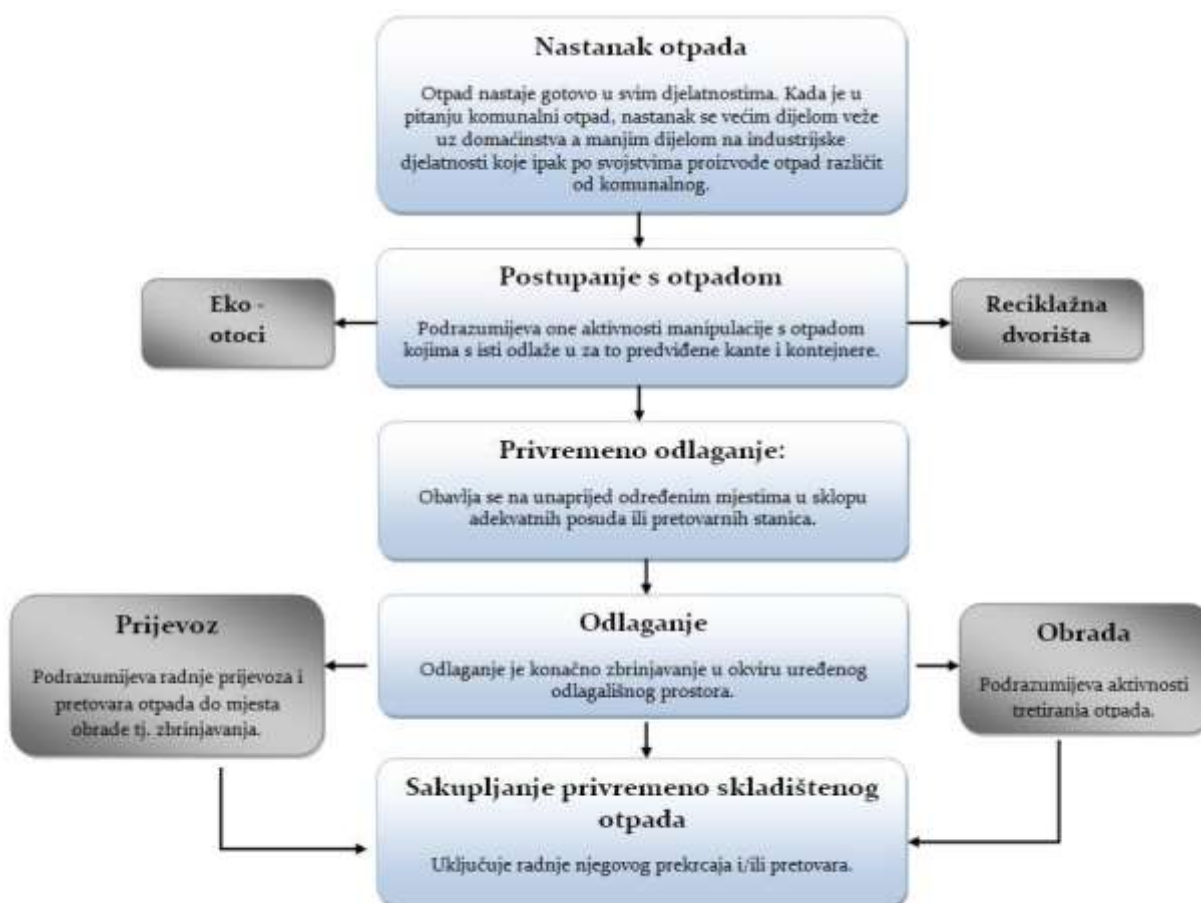 Nastanak otpada
Otpad nastaje gotovo u svim djelatnostima. Kada je u
pitanju komunalni otpad, nastanak se većim dijelom veže
uz domaćinstva a manjim dijelom na industrijske
djelatnosti koje ipak po svojstvima proizvode otpad različit
od komunalnog.
Eko -
otoci
Postupanje s otpadom
Podrazumijeva one aktivnosti manipulacije s otpadom
kojima s isti odlaže u za to predviđene kante i kontejnere.
Reciklažna
dvorišta
Privremeno odlaganje:
Obavlja se na unaprijed određenim mjestima u sklopu
adekvatnih posuda ili pretovarnih stanica.
Prijevoz
Podrazumijeva radnje prijevoza i
pretovara otpada do mjesta
obrade tj. zbrinjavanja.
Odlaganje
Odlaganje je konačno zbrinjavanje u okviru uređenog
odlagališnog prostora.
Obrada
Podrazumijeva aktivnosti
tretiranja otpada.
Sakupljanje privremeno skladištenog
otpada
Uključuje radnje njegovog prekrcaja i/ili pretovara.